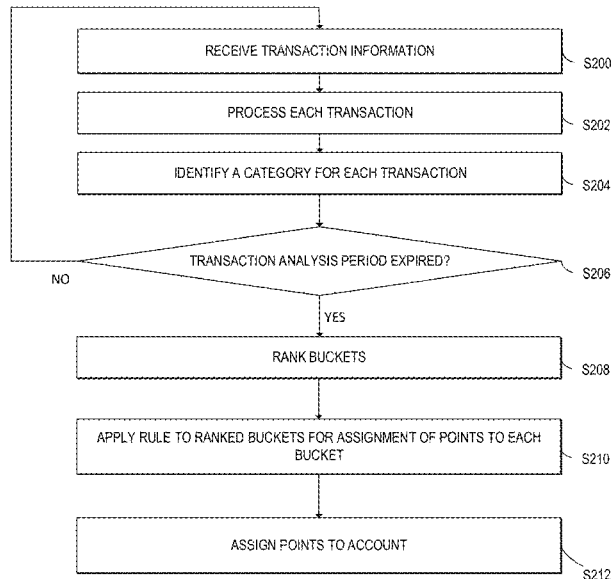 RECEIVE TRANSACTION INFORMATION
S200
PROCESS EACH TRANSACTION
S202
IDENTIFY A CATEGORY FOR EACH TRANSACTION
S204
TRANSACTION ANALYSIS PERIOD EXPIRED?
S206
NO
YES
RANK BUCKETS
S208
APPLY RULE TO RANKED BUCKETS FOR ASSIGNMENT OF POINTS TO EACH
BUCKET
S210
ASSIGN POINTS TO ACCOUNT
S212